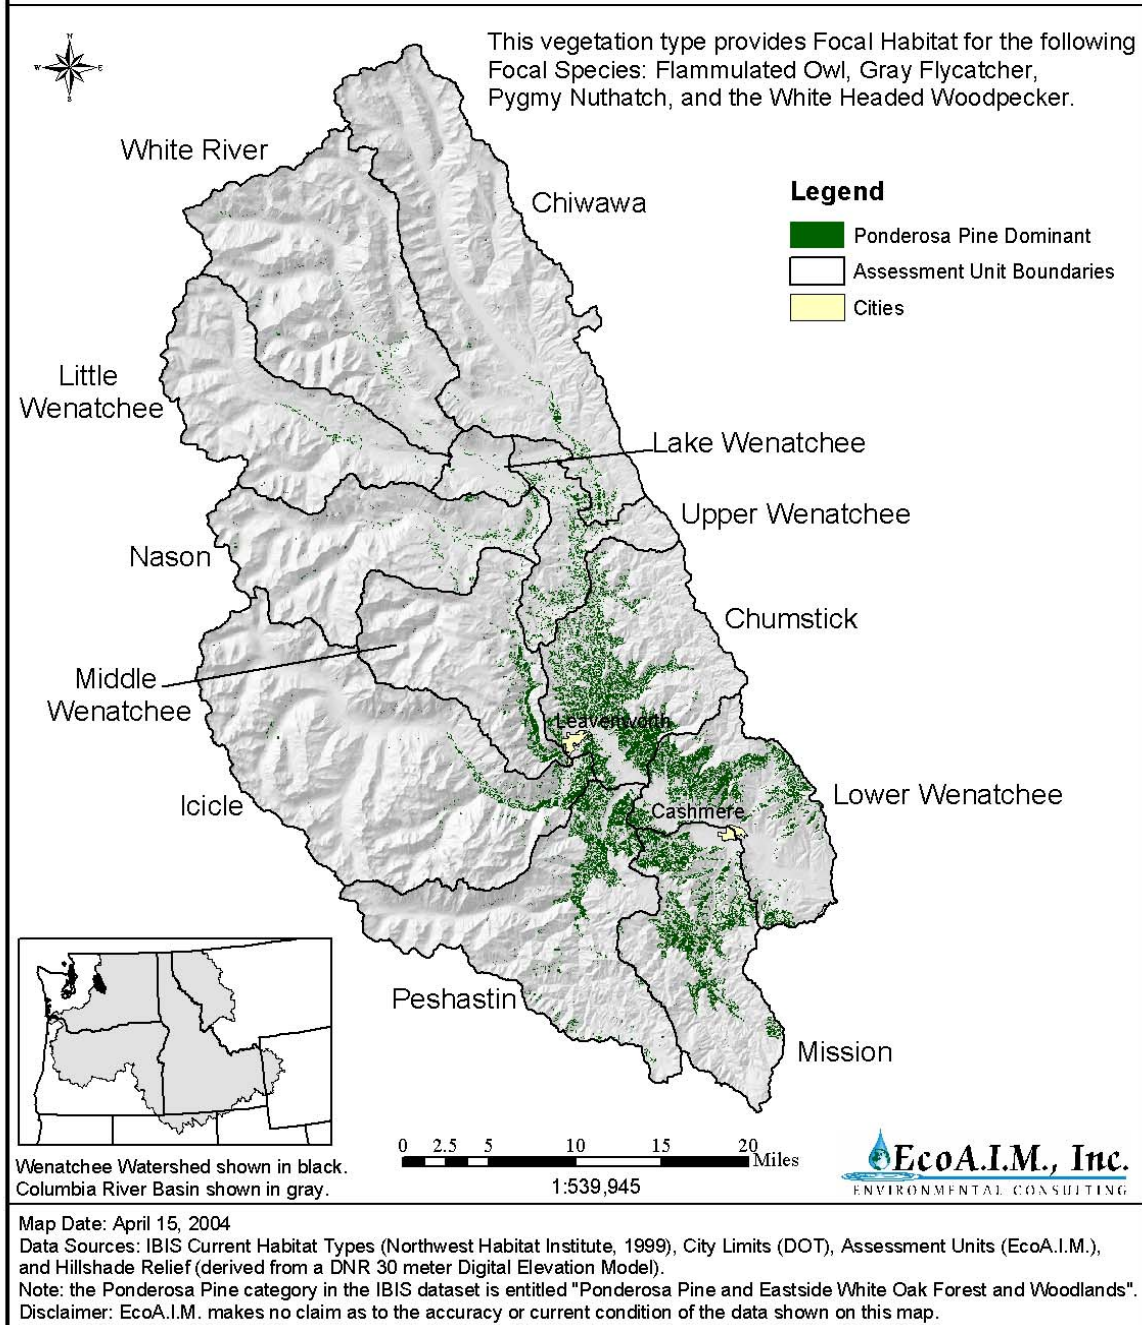 N
W
E
S
This vegetation type provides Focal Habitat for the following
Focal Species: Flammulated Owl, Gray Flycatcher,
Pygmy Nuthatch, and the White Headed Woodpecker.
White River
Chiwawa
Legend
Ponderosa Pine Dominant
Assessment Unit Boundaries
Cities
Little
Wenatchee
Lake Wenatchee
Upper Wenatchee
Nason
Chumstick
Middle
Wenatchee
Leavenworth
Icicle
Lower Wenatchee
Cashmere
Peshastin
Mission
0 2.5 5 10 15 20
Miles
1:539,945
Wenatchee Watershed shown in black.
Columbia River Basin shown in gray.
EcoA.I.M., Inc.
ENVIRONMENTAL CONSULTING
Map Date: April 15, 2004
Data Sources: IBIS Current Habitat Types (Northwest Habitat Institute, 1999), City Limits (DOT), Assessment Units (EcoA.I.M.),
and Hillshade Relief (derived from a DNR 30 meter Digital Elevation Model).
Note: the Ponderosa Pine category in the IBIS dataset is entitled "Ponderosa Pine and Eastside White Oak Forest and Woodlands".
Disclaimer: EcoA.I.M. makes no claim as to the accuracy or current condition of the data shown on this map.